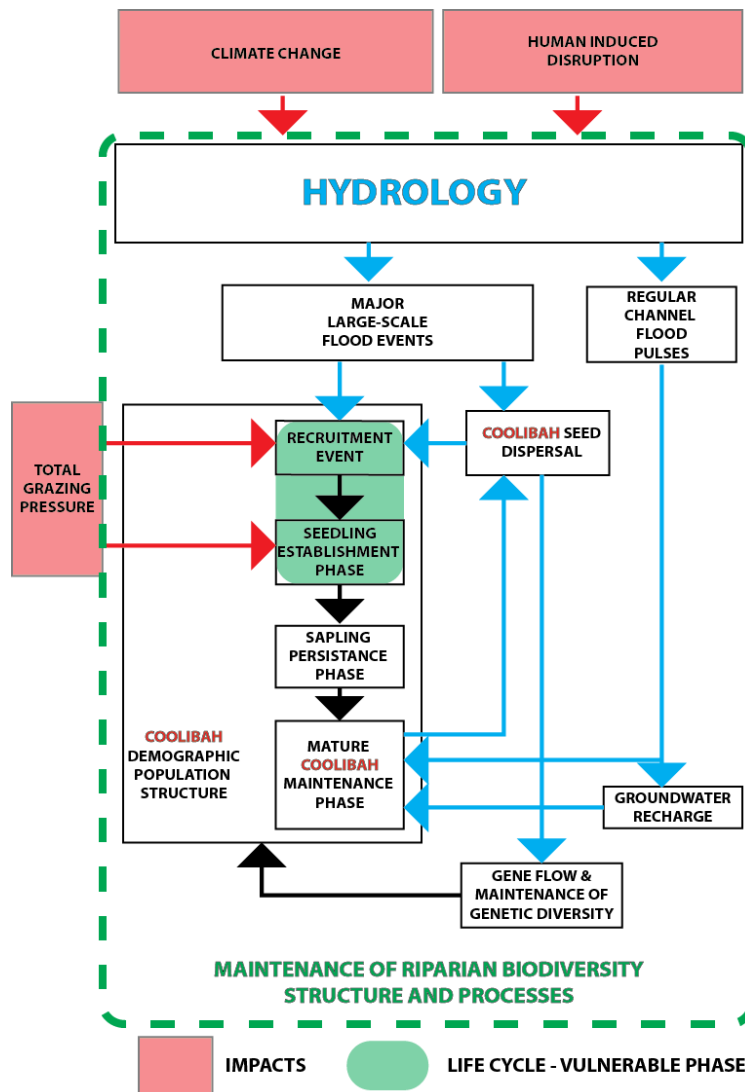 CLIMATE CHANGE
HUMAN INDUCED
DISRUPTION
HYDROLOGY
MAJOR
LARGE-SCALE
FLOOD EVENTS
REGULAR
CHANNEL
FLOOD
PULSES
TOTAL
GRAZING
PRESSURE
RECRUITMENT
EVENT
COOLIBAH SEED
DISPERSAL
SEEDLING
ESTABLISHMENT
PHASE
SAPLING
PERSISTANCE
PHASE
COOLIBAH
DEMOGRAPHIC
POPULATION
STRUCTURE
MATURE
COOLIBAH
MAINTENANCE
PHASE
GROUNDWATER
RECHARGE
GENE FLOW &
MAINTENANCE OF
GENETIC DIVERSITY
MAINTENANCE OF RIPARIAN BIODIVERSITY
STRUCTURE AND PROCESSES
IMPACTS
LIFE CYCLE - VULNERABLE PHASE